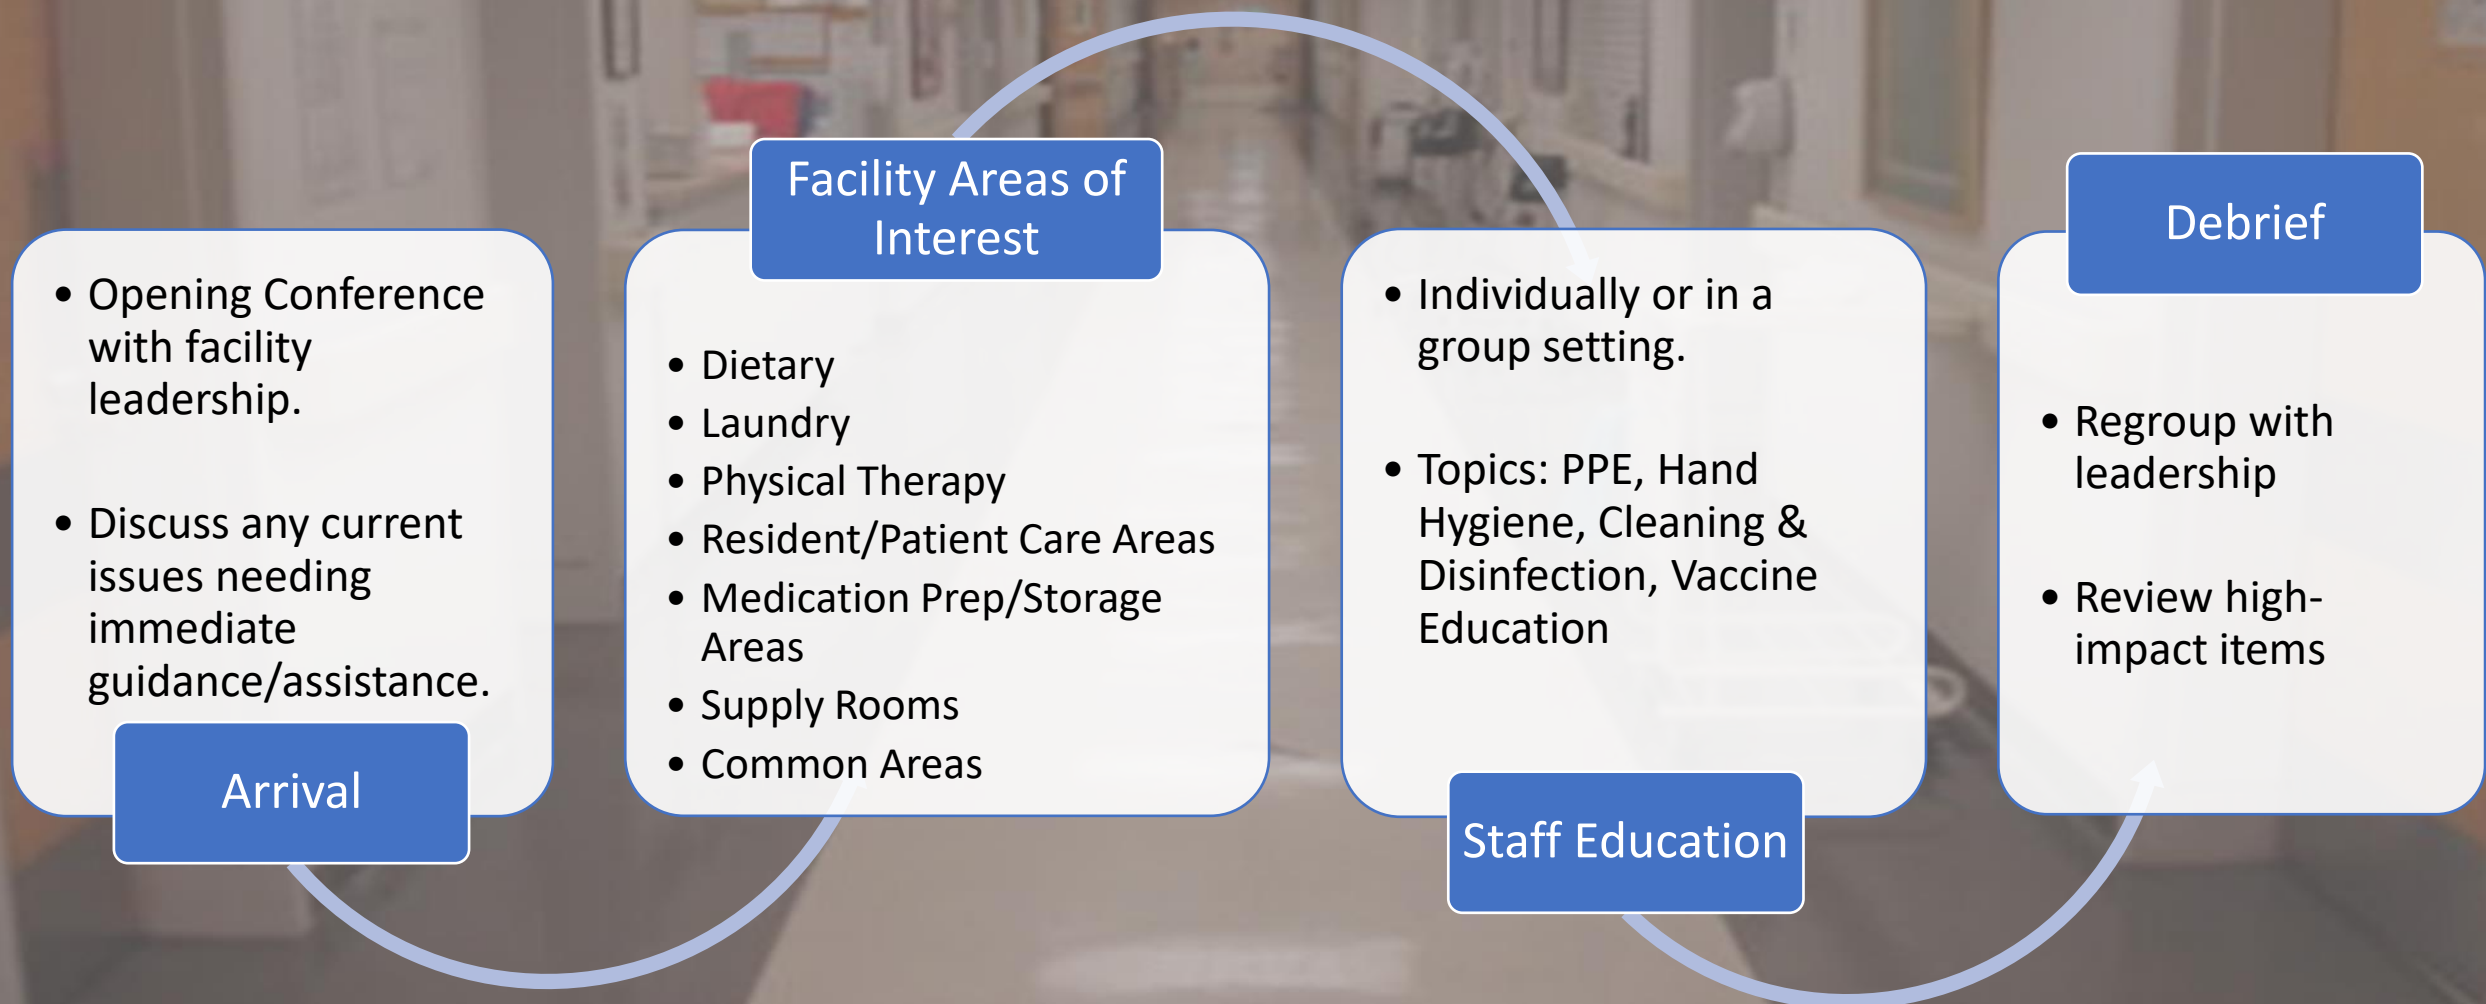 • Opening Conference
with facility
leadership.
• Discuss any current
issues needing
immediate
guidance/assistance.
Arrival
Facility Areas of
Interest
• Dietary
• Laundry
• Physical Therapy
• Resident/Patient Care Areas
• Medication Prep/Storage
Areas
• Supply Rooms
• Common Areas
• Individually or in a
group setting.
• Topics: PPE, Hand
Hygiene, Cleaning &
Disinfection, Vaccine
Education
Staff Education
Debrief
• Regroup with
leadership
• Review high-
impact items